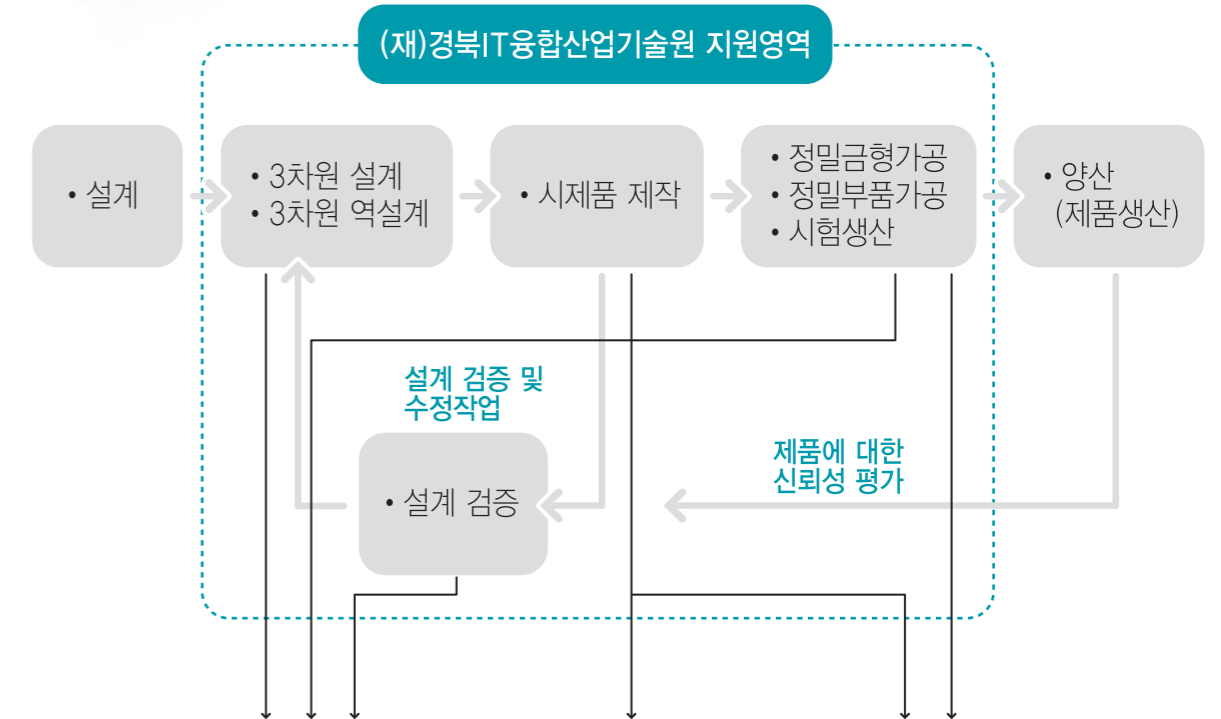 (재)경북IT융합산업기술원 지원영역
• 설계
• 3차원 설계
• 3차원 역설계
• 시제품 제작
• 정밀금형가공
• 정밀부품가공
• 시험생산
• 양산
(제품생산)
설계 검증 및
수정작업
• 설계 검증
제품에 대한
신뢰성 평가